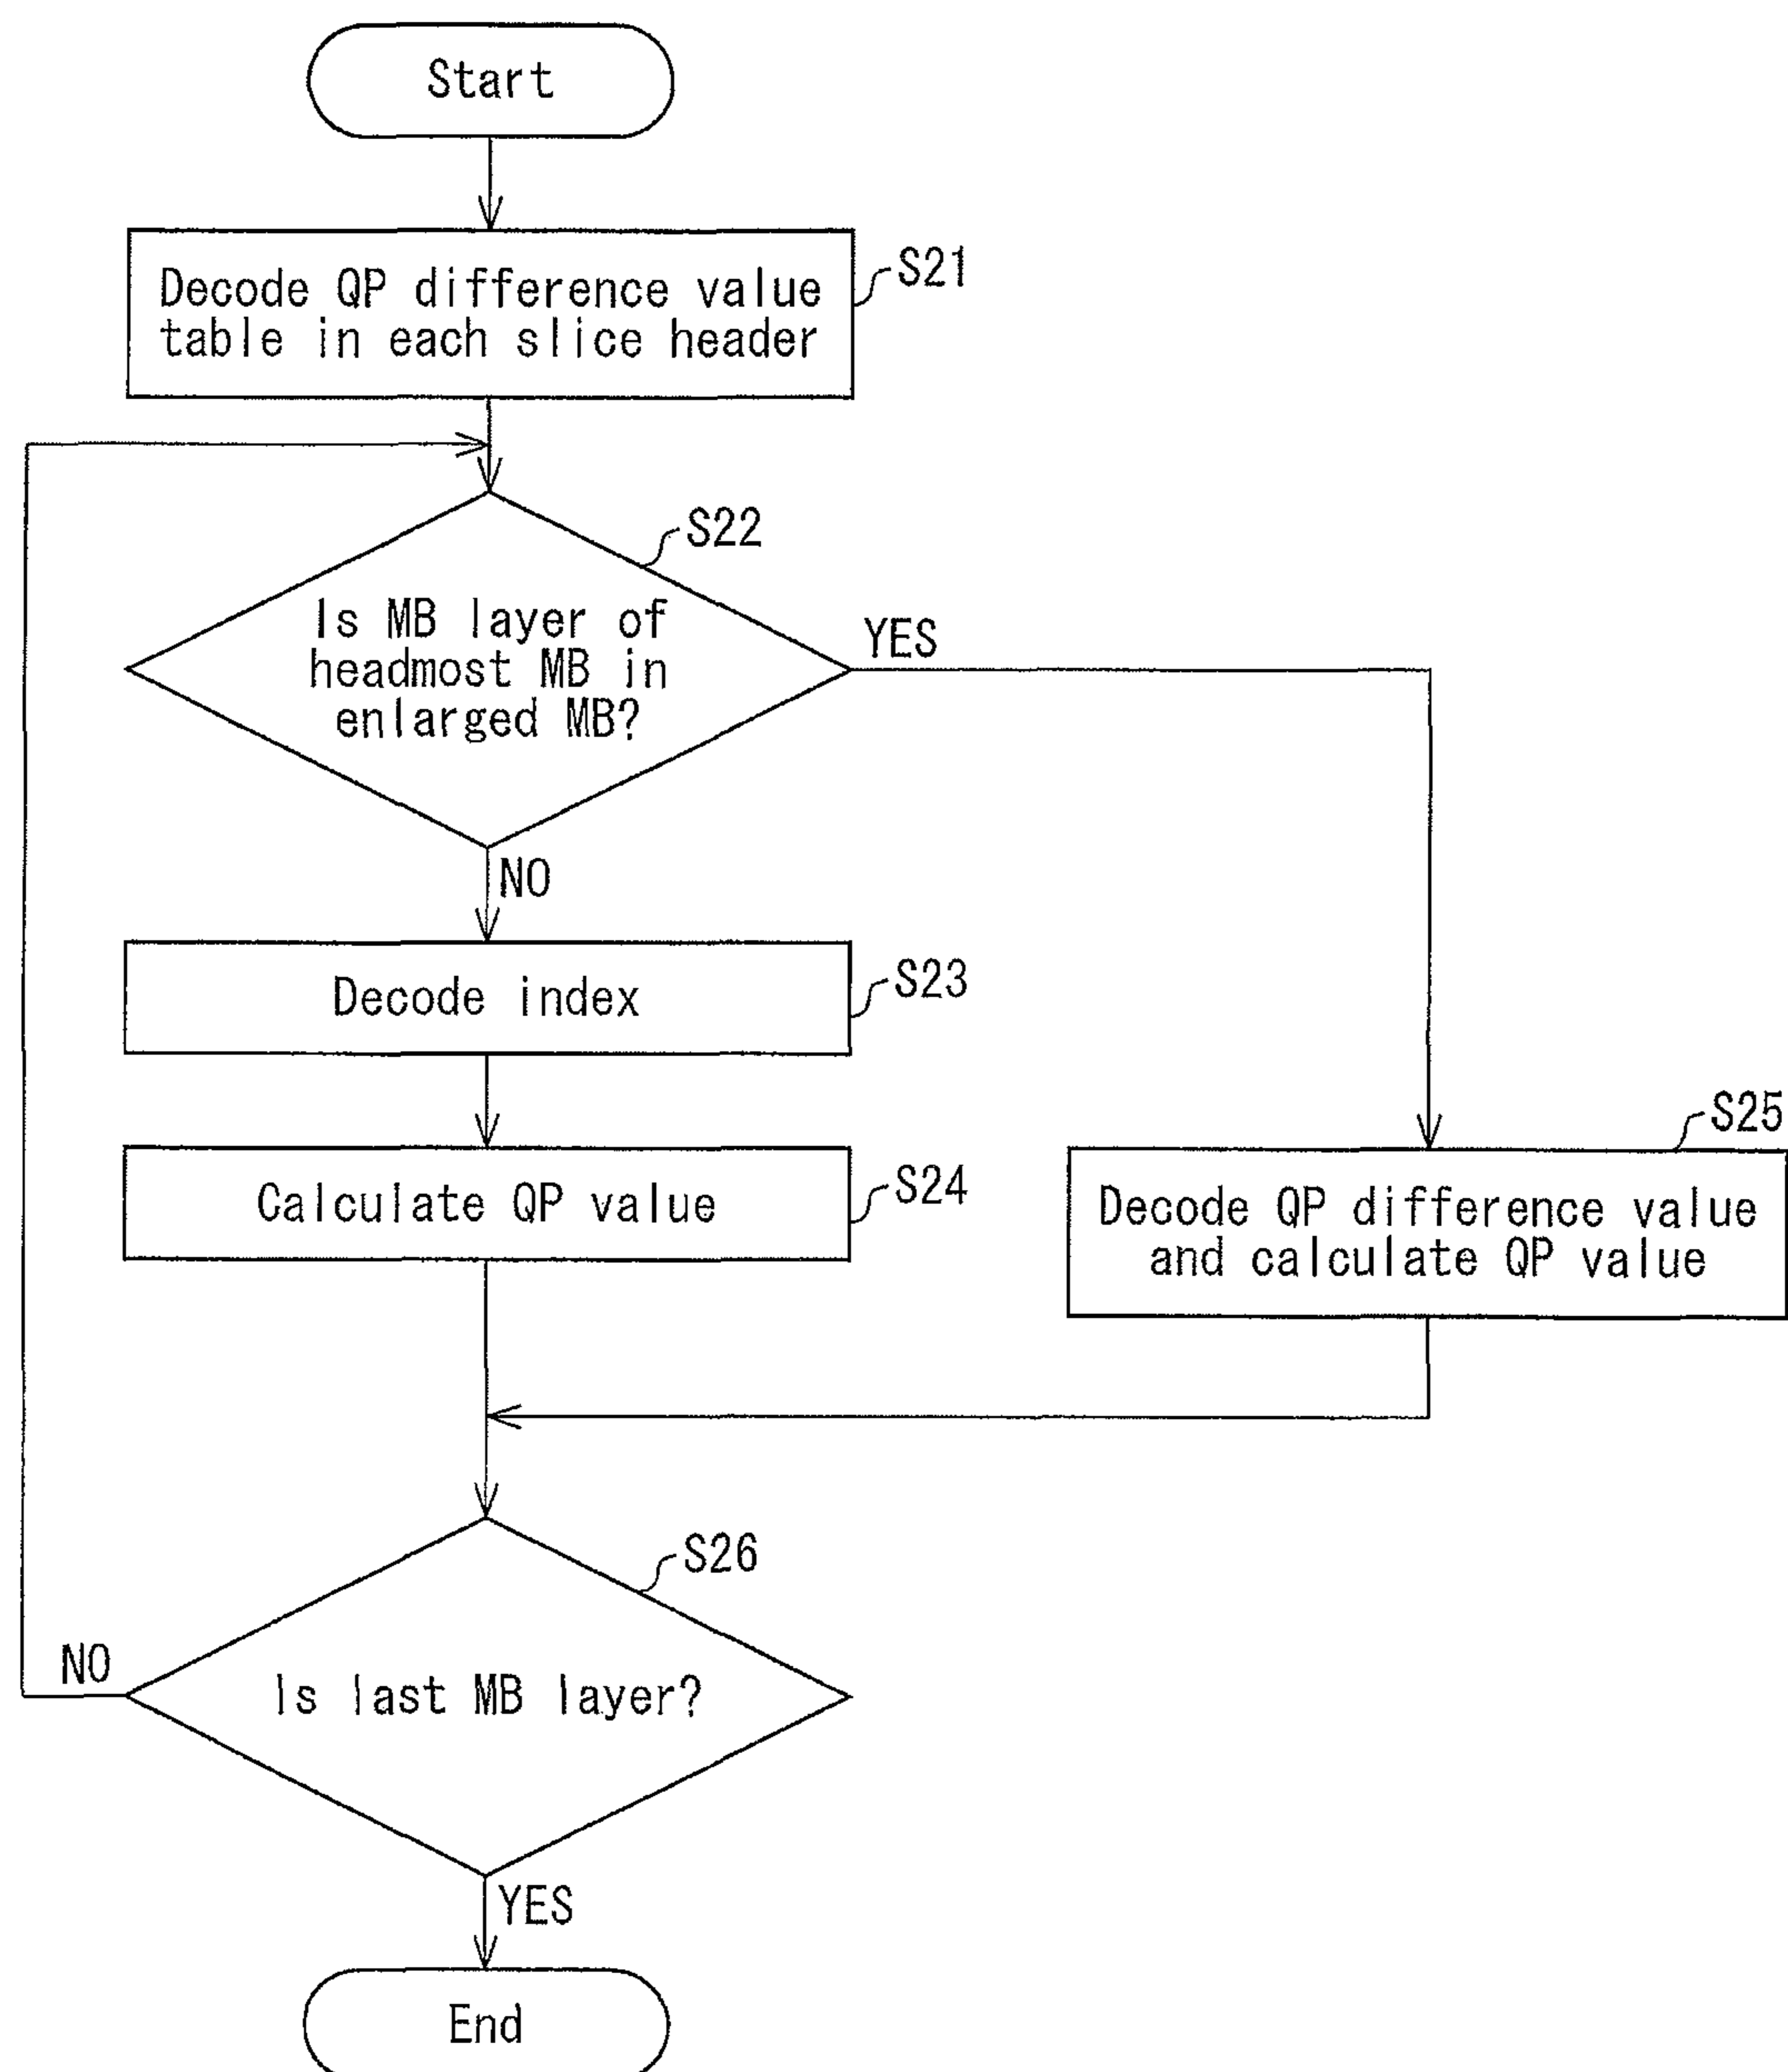 Start
Decode QP difference value
table in each slice header
S21
S22
Is MB layer of
headmost MB in
enlarged MB?
YES
NO
Decode index
S23
Calculate QP value
S24
S25
Decode QP difference value
and calculate QP value
S26
Is last MB layer?
NO
YES
End